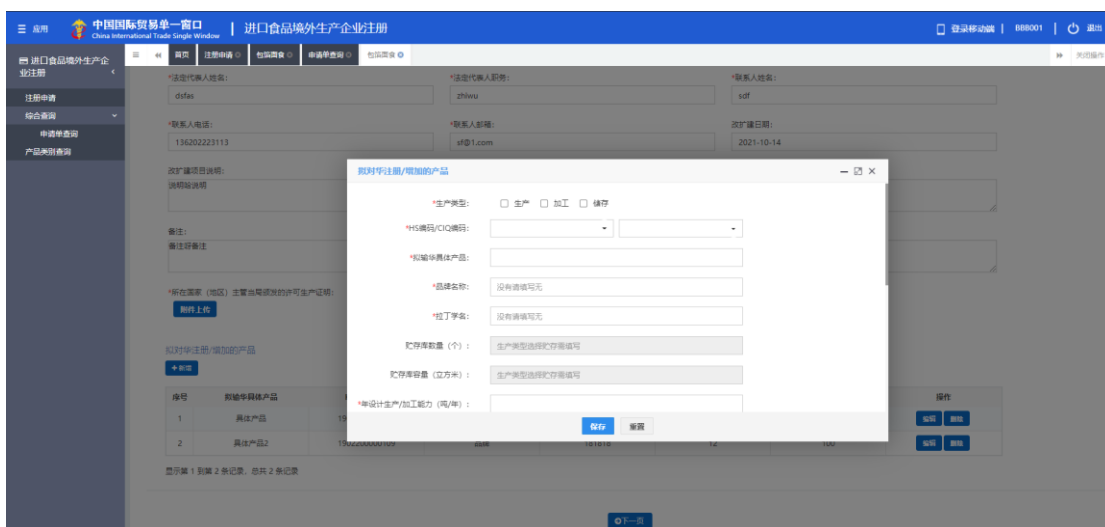 ☰ 应用 中国国际贸易单一窗口 | 进口食品境外生产企业注册 登录移动端 | BBB001 | 退出
China International Trade Single Window
进口食品境外生产企业注册
首页 注册申请 包馅面食 申请单查询 包馅面食 关闭操作
注册申请
综合查询
申请单查询
产品类别查询
*法定代表人姓名: *法定代表人职务: *联系人姓名:
dsfas zhiwu sdf
*联系人电话: *联系人邮箱: 改扩建日期:
136202223113 sf@1.com 2021-10-14
改扩建项目说明:
说明呀说明
备注:
备注呀备注
*所在国家（地区）主管当局颁发的许可生产证明:
附件上传
拟对华注册/增加的产品
+新增
序号 拟输华具体产品 操作
1 具体产品 19 编辑 删除
2 具体产品2 1902200000109 品牌 181818 12 100 编辑 删除
显示第 1 到第 2 条记录，总共 2 条记录
下一页
拟对华注册/增加的产品
*生产类型: 生产 加工 储存
*HS编码/CIQ编码:
*拟输华具体产品:
*品牌名称: 没有请填写无
*拉丁学名: 没有请填写无
贮存库数量（个）: 生产类型选择贮存需填写
贮存库容量（立方米）: 生产类型选择贮存需填写
*年设计生产/加工能力（吨/年）:
保存 重置